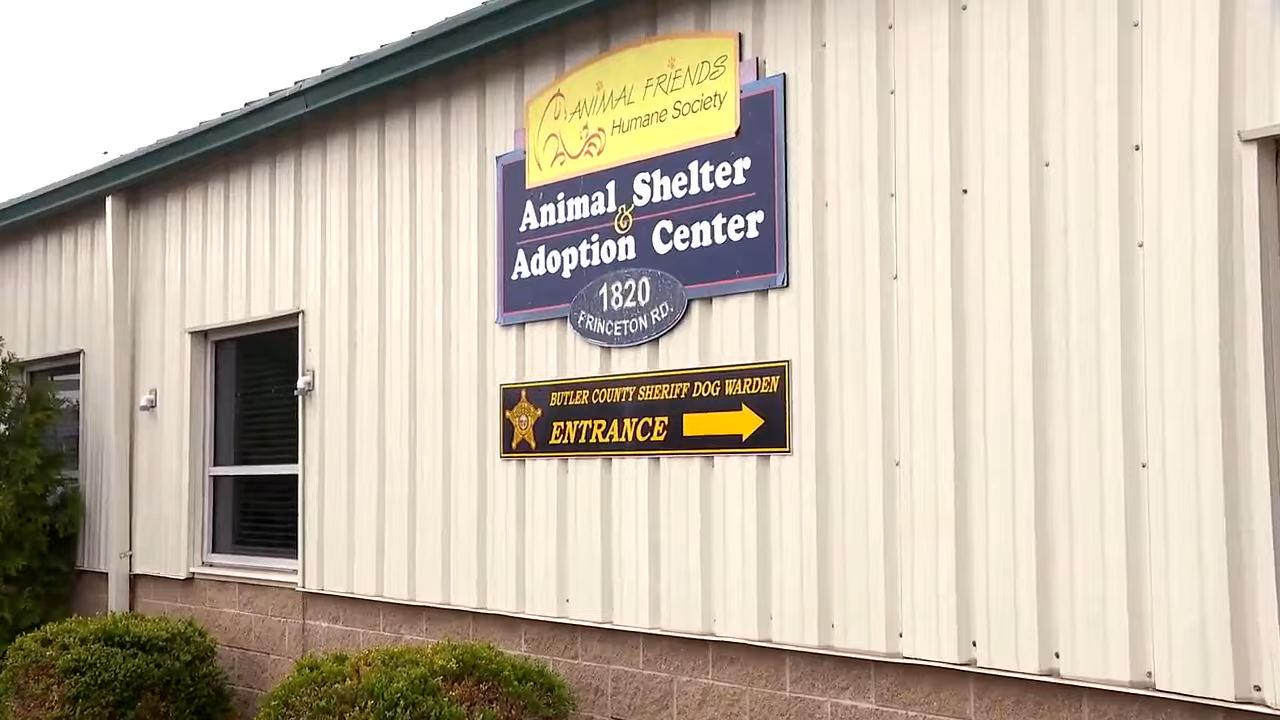 ANIMAL FRIENDS
Humane Society
Animal Shelter
&
Adoption Center
1820
PRINCETON RD.
BUTLER COUNTY SHERIFF DOG WARDEN
ENTRANCE